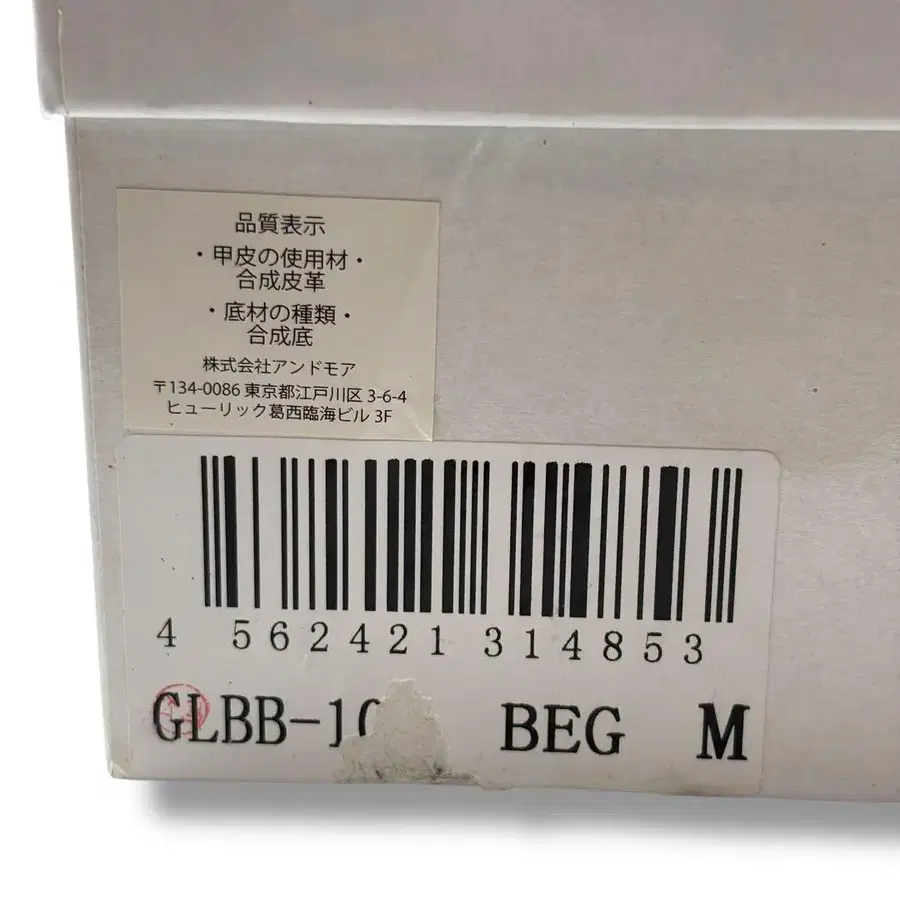 品質表示
・甲皮の使用材・
合成皮革
・底材の種類・
合成底
株式会社アンドモア
〒134-0086 東京都江戸川区 3-6-4
ヒューリック葛西臨海ビル 3F
4 562421 314853
BEG M